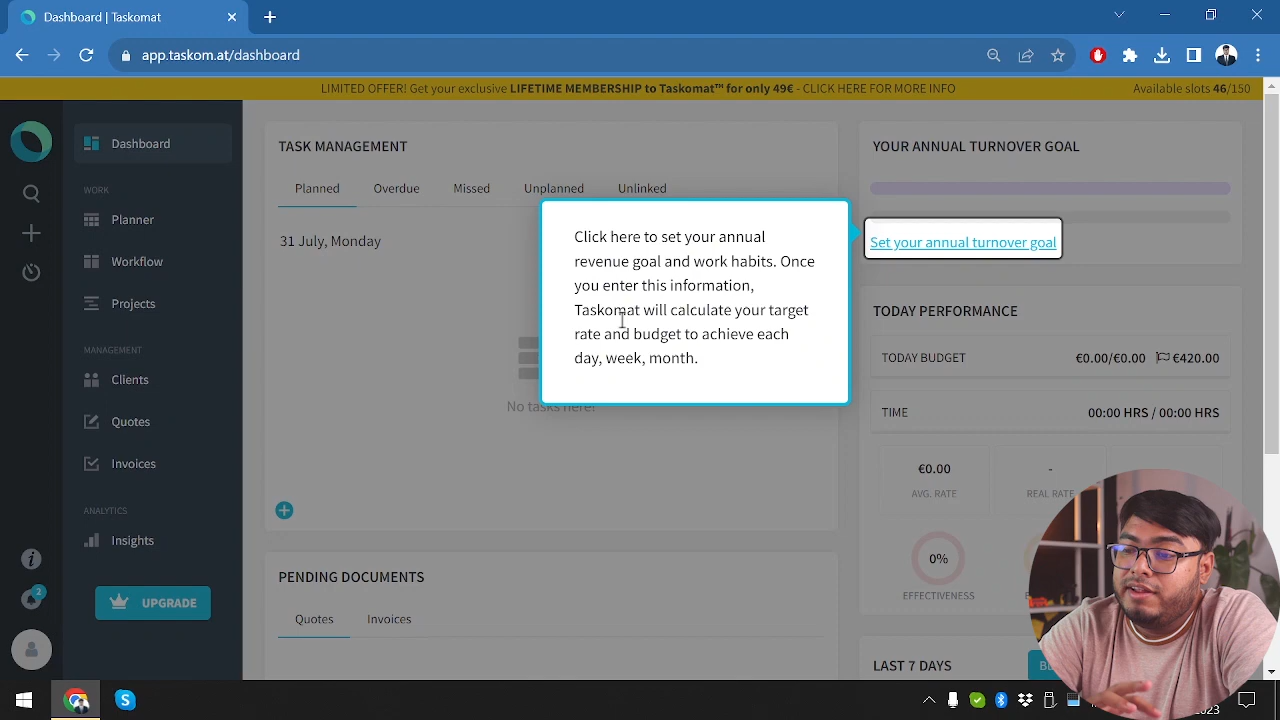 Dashboard | Taskomat
app.taskom.at/dashboard
LIMITED OFFER! Get your exclusive LIFETIME MEMBERSHIP to Taskomat™ for only 49€ - CLICK HERE FOR MORE INFO
Available slots 46/150
Dashboard
WORK
Planner
Workflow
Projects
MANAGEMENT
Clients
Quotes
Invoices
ANALYTICS
Insights
UPGRADE
2
TASK MANAGEMENT
Planned Overdue Missed Unplanned Unlinked
31 July, Monday
No tasks here!
Click here to set your annual
revenue goal and work habits. Once
you enter this information,
Taskomat will calculate your target
rate and budget to achieve each
day, week, month.
PENDING DOCUMENTS
Quotes Invoices
YOUR ANNUAL TURNOVER GOAL
Set your annual turnover goal
TODAY PERFORMANCE
TODAY BUDGET €0.00/€0.00 €420.00
TIME 00:00 HRS / 00:00 HRS
€0.00 -
AVG. RATE REAL RATE
0%
EFFECTIVENESS
LAST 7 DAYS